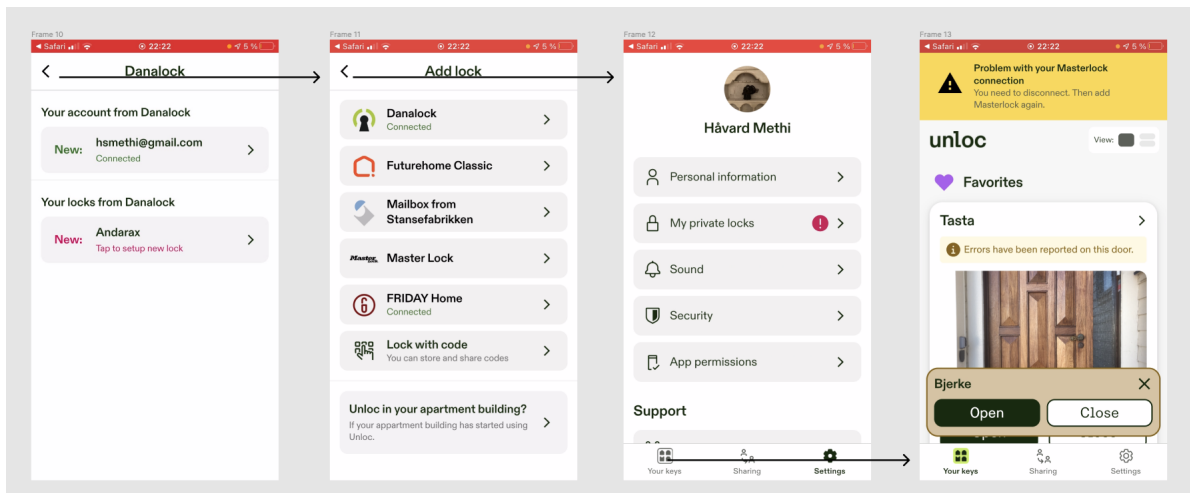 Frame 10
Safari 22:22 5 %
Danalock
Your account from Danalock
New: hsmethi@gmail.com
Connected
Your locks from Danalock
New: Andarax
Tap to setup new lock
Frame 11
Safari 22:22 5 %
Add lock
Danalock
Connected
Futurehome Classic
Mailbox from
Stansefabrikken
Master Master Lock
FRIDAY Home
Connected
Lock with code
You can store and share codes
Unloc in your apartment building?
If your appartment building has started using
Unloc.
Frame 12
Safari 22:22 5 %
Håvard Methi
Personal information
My private locks !
Sound
Security
App permissions
Support
Your keys Sharing Settings
Frame 13
Safari 22:22 5 %
Problem with your Masterlock
connection
You need to disconnect. Then add
Masterlock again.
unloc View:
Favorites
Tasta
Errors have been reported on this door.
Bjerke
Open Close
Your keys Sharing Settings